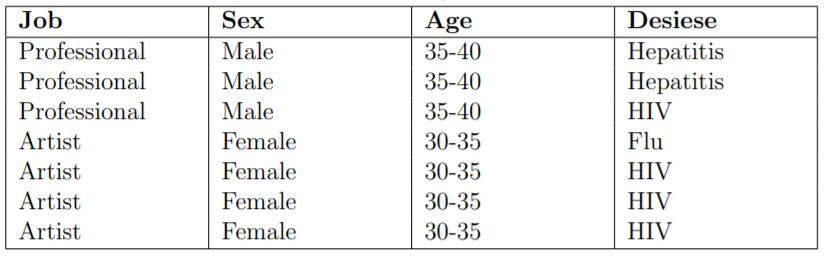 Job Sex Age Desiese
Professional Male 35-40 Hepatitis
Professional Male 35-40 Hepatitis
Professional Male 35-40 HIV
Artist Female 30-35 Flu
Artist Female 30-35 HIV
Artist Female 30-35 HIV
Artist Female 30-35 HIV